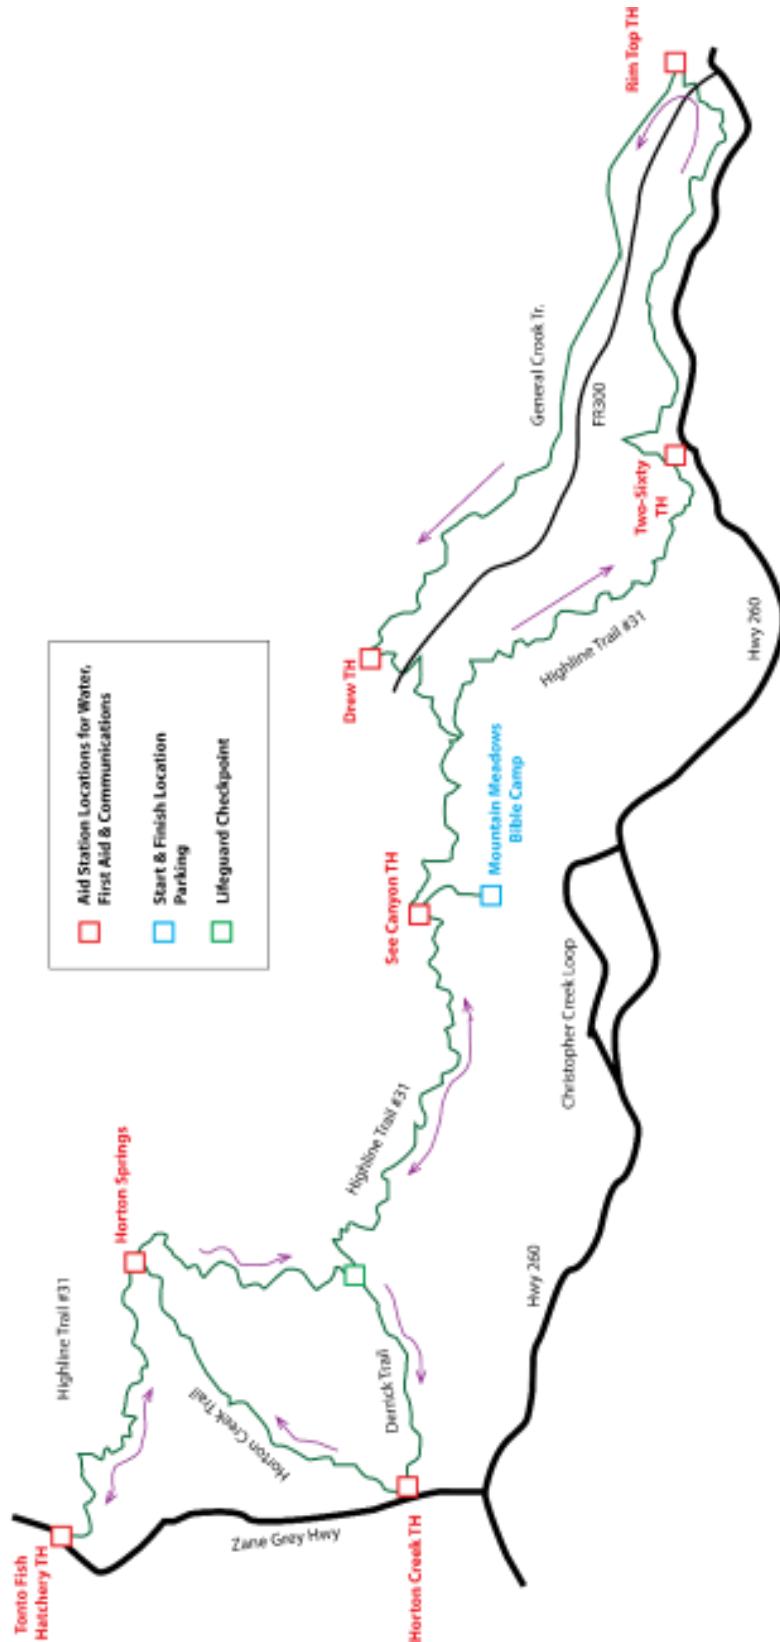 Tonto Fish
Hatchery TH
Highline Trail #31
Horton Springs
Horton Creek Trail
Zane Grey Hwy
Horton Creek TH
Derrick Trail
Highline Trail #31
Hwy 260
Christopher Creek Loop
See Canyon TH
Mountain Meadows
Bible Camp
Aid Station Locations for Water,
First Aid & Communications
Start & Finish Location
Parking
Lifeguard Checkpoint
Drew TH
Highline Trail #31
Hwy 260
Two-Sixty
TH
General Crook Tr.
FR300
Rim Top TH